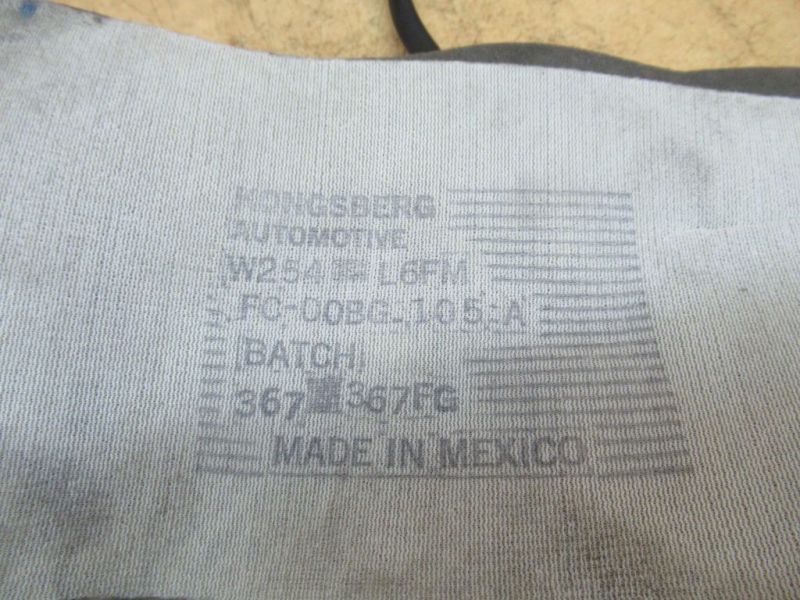 KONGSBERG
AUTOMOTIVE
W254 L6FM
FC-00BG-105-A
BATCH
367 367FG
MADE IN MEXICO